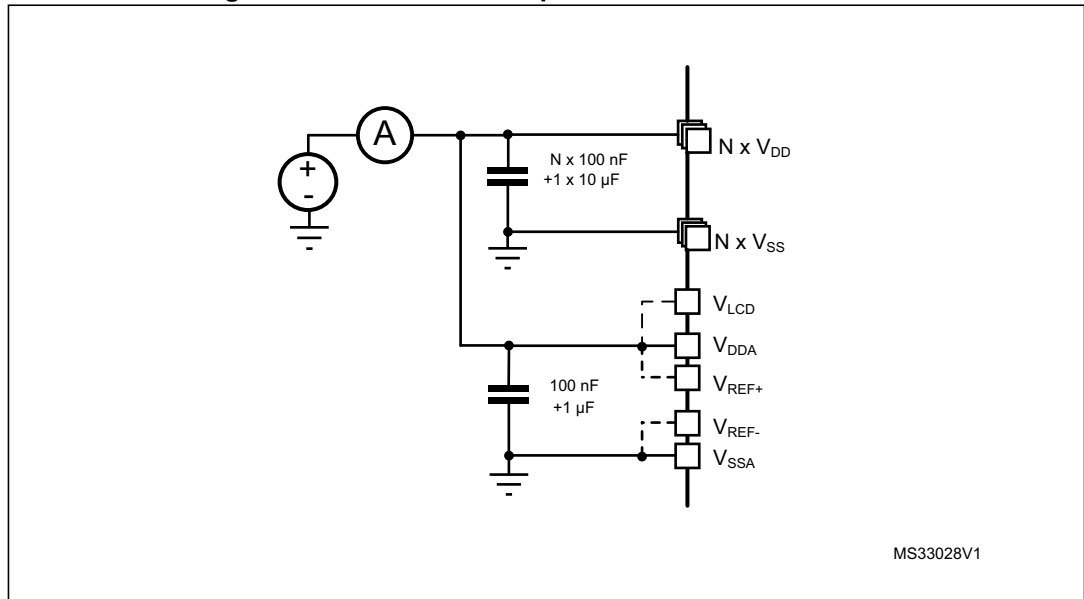 A
+
-
N x 100 nF
+1 x 10 µF
N x VDD
N x VSS
VLCD
VDDA
100 nF
+1 µF
VREF+
VREF-
VSSA
MS33028V1